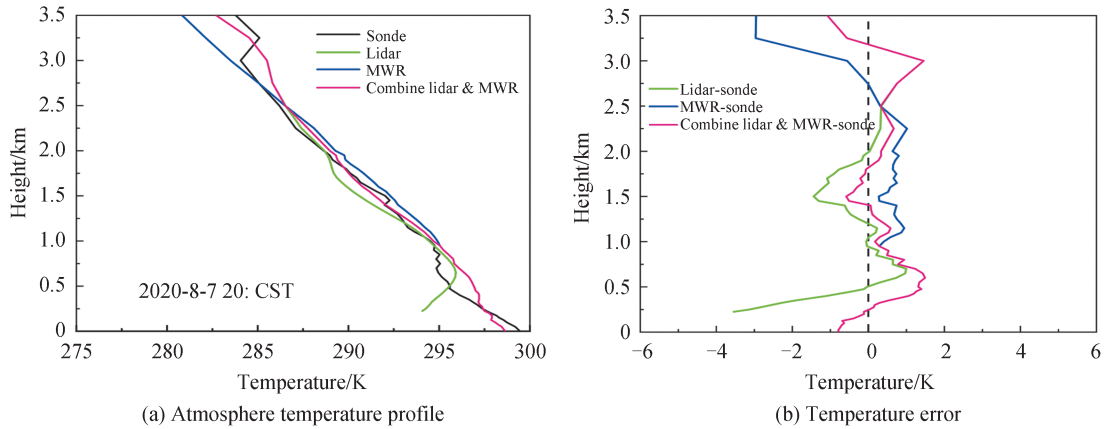 3.5
3.0
2.5
2.0
1.5
1.0
0.5
0
Height/km
Sonde
Lidar
MWR
Combine lidar & MWR
2020-8-7 20: CST
275 280 285 290 295 300
Temperature/K
(a) Atmosphere temperature profile
3.5
3.0
2.5
2.0
1.5
1.0
0.5
0
Height/km
Lidar-sonde
MWR-sonde
Combine lidar & MWR-sonde
−6 −4 −2 0 2 4 6
Temperature/K
(b) Temperature error